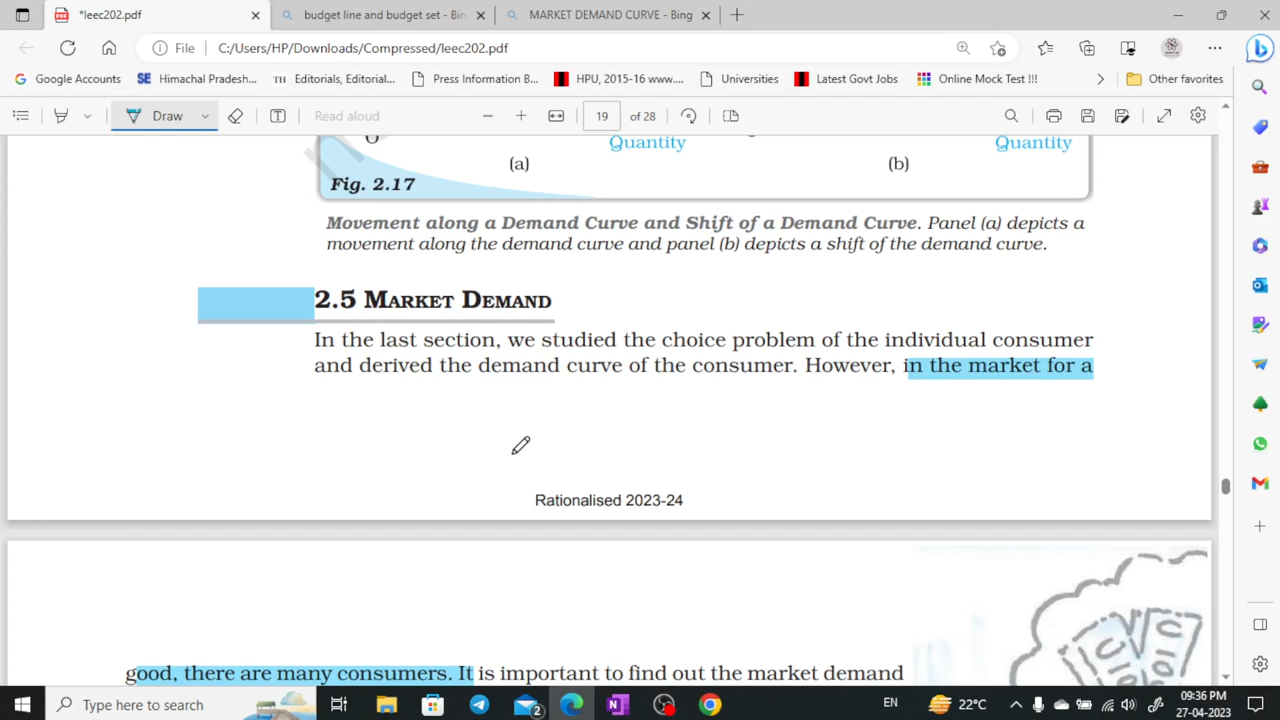 *leec202.pdf
budget line and budget set - Bin
MARKET DEMAND CURVE - Bing
File C:/Users/HP/Downloads/Compressed/leec202.pdf
Google Accounts
SE Himachal Pradesh...
TH Editorials, Editorial...
Press Information B...
HPU, 2015-16 www....
Universities
Latest Govt Jobs
Online Mock Test !!!
Other favorites
Draw
Read aloud
19 of 28
O
Quantity
Quantity
(a)
(b)
Fig. 2.17
Movement along a Demand Curve and Shift of a Demand Curve. Panel (a) depicts a
movement along the demand curve and panel (b) depicts a shift of the demand curve.
2.5 MARKET DEMAND
In the last section, we studied the choice problem of the individual consumer
and derived the demand curve of the consumer. However, in the market for a
Rationalised 2023-24
good, there are many consumers. It is important to find out the market demand
Type here to search
2
EN
22°C
09:36 PM
27-04-2023